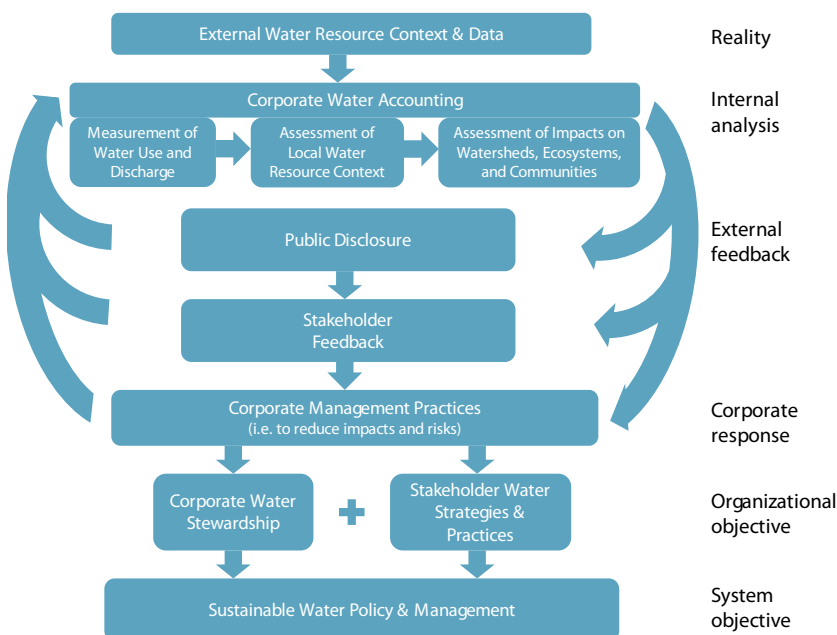 External Water Resource Context & Data
Reality
Corporate Water Accounting
Internal
analysis
Measurement of
Water Use and
Discharge
Assessment of
Local Water
Resource Context
Assessment of Impacts on
Watersheds, Ecosystems,
and Communities
Public Disclosure
External
feedback
Stakeholder
Feedback
Corporate Management Practices
(i.e. to reduce impacts and risks)
Corporate
response
Corporate Water
Stewardship
+
Stakeholder Water
Strategies &
Practices
Organizational
objective
Sustainable Water Policy & Management
System
objective